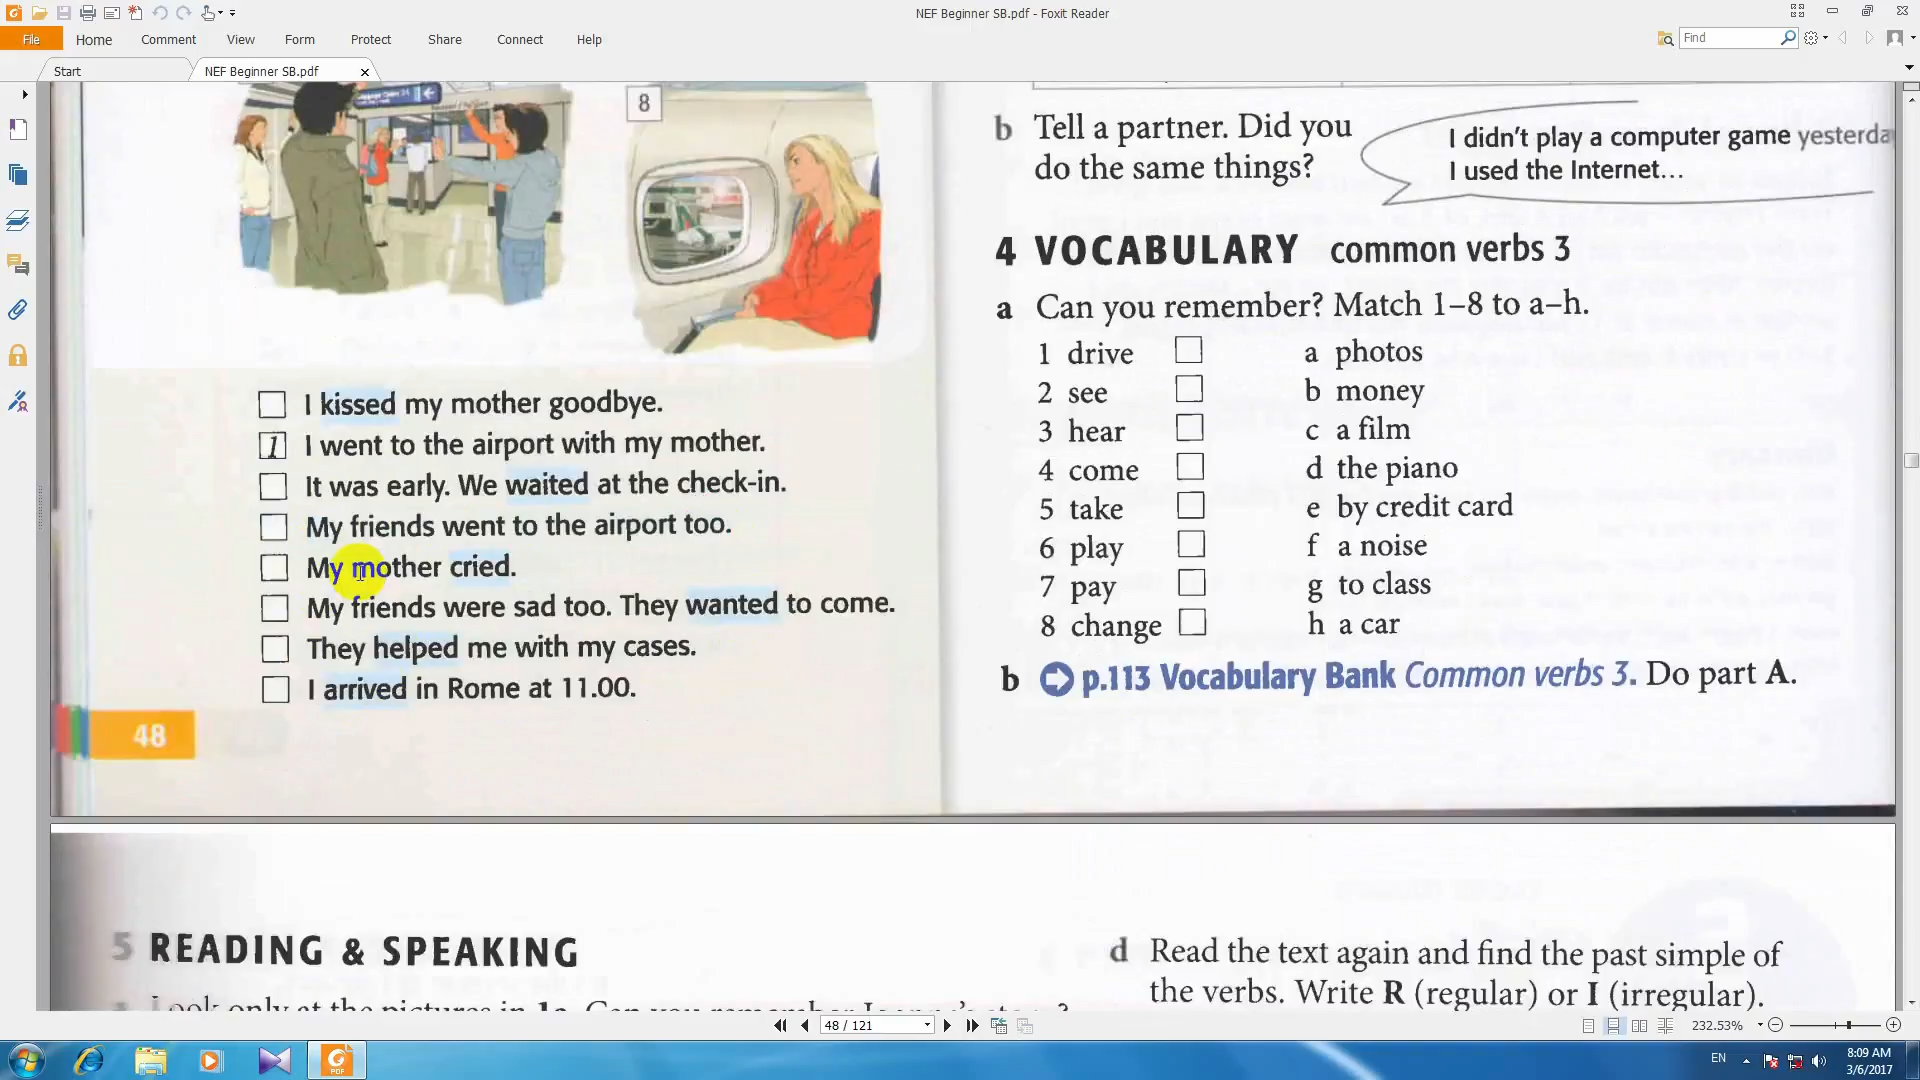 NEF Beginner SB.pdf - Foxit Reader
File Home Comment View Form Protect Share Connect Help
Find
Start
NEF Beginner SB.pdf
8
I kissed my mother goodbye.
1 I went to the airport with my mother.
It was early. We waited at the check-in.
My friends went to the airport too.
My mother cried.
My friends were sad too. They wanted to come.
They helped me with my cases.
I arrived in Rome at 11.00.
48
b Tell a partner. Did you
do the same things?
I didn't play a computer game
I used the Internet...
4 VOCABULARY common verbs 3
a Can you remember? Match 1–8 to a–h.
1 drive
2 see
3 hear
4 come
5 take
6 play
7 pay
8 change
a photos
b money
c a film
d the piano
e by credit card
f a noise
g to class
h a car
b p.113 Vocabulary Bank Common verbs 3. Do part A.
5 READING & SPEAKING
Look only at the pictures in
d Read the text again and find the past simple of
the verbs. Write R (regular) or I (irregular).
48 / 121
232.53%
PDF
EN
8:09 AM
3/6/2017